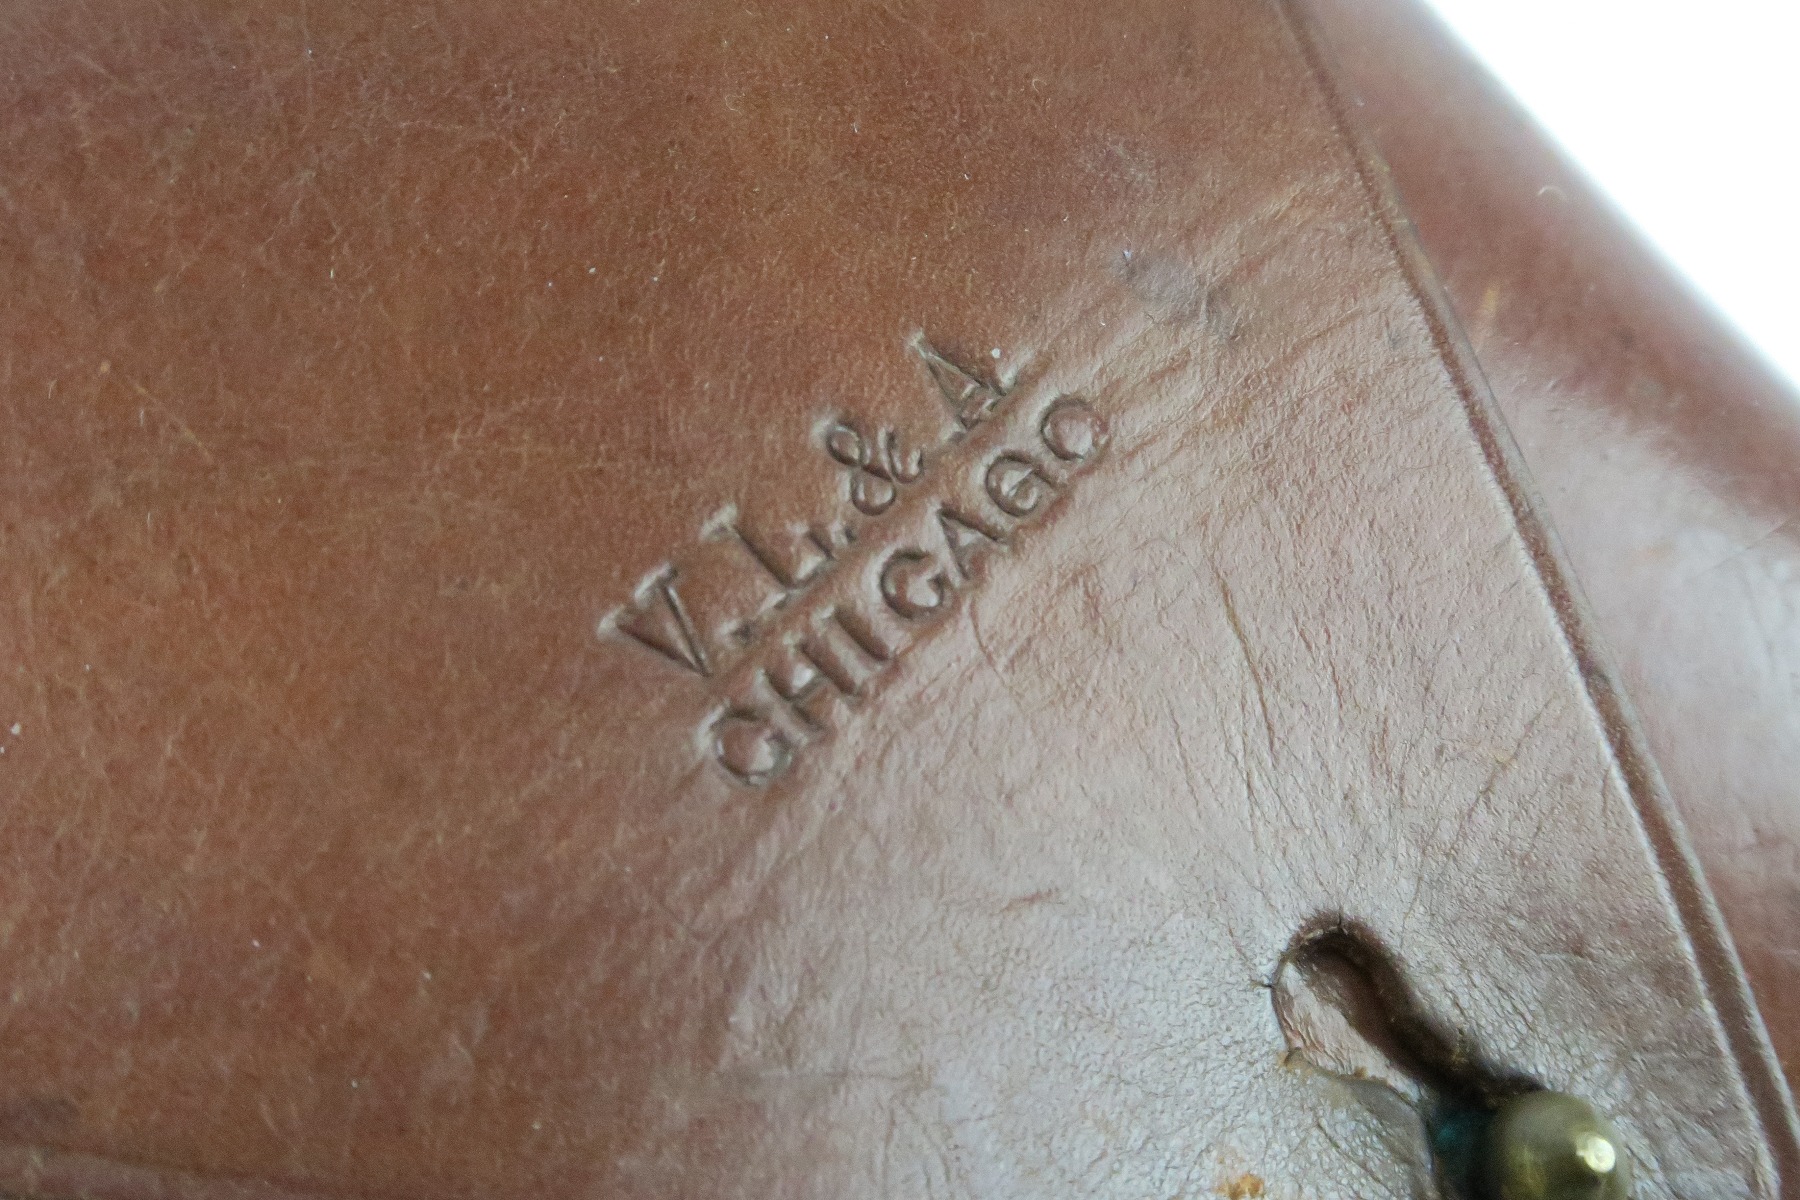 V. L. & A
CHICAGO